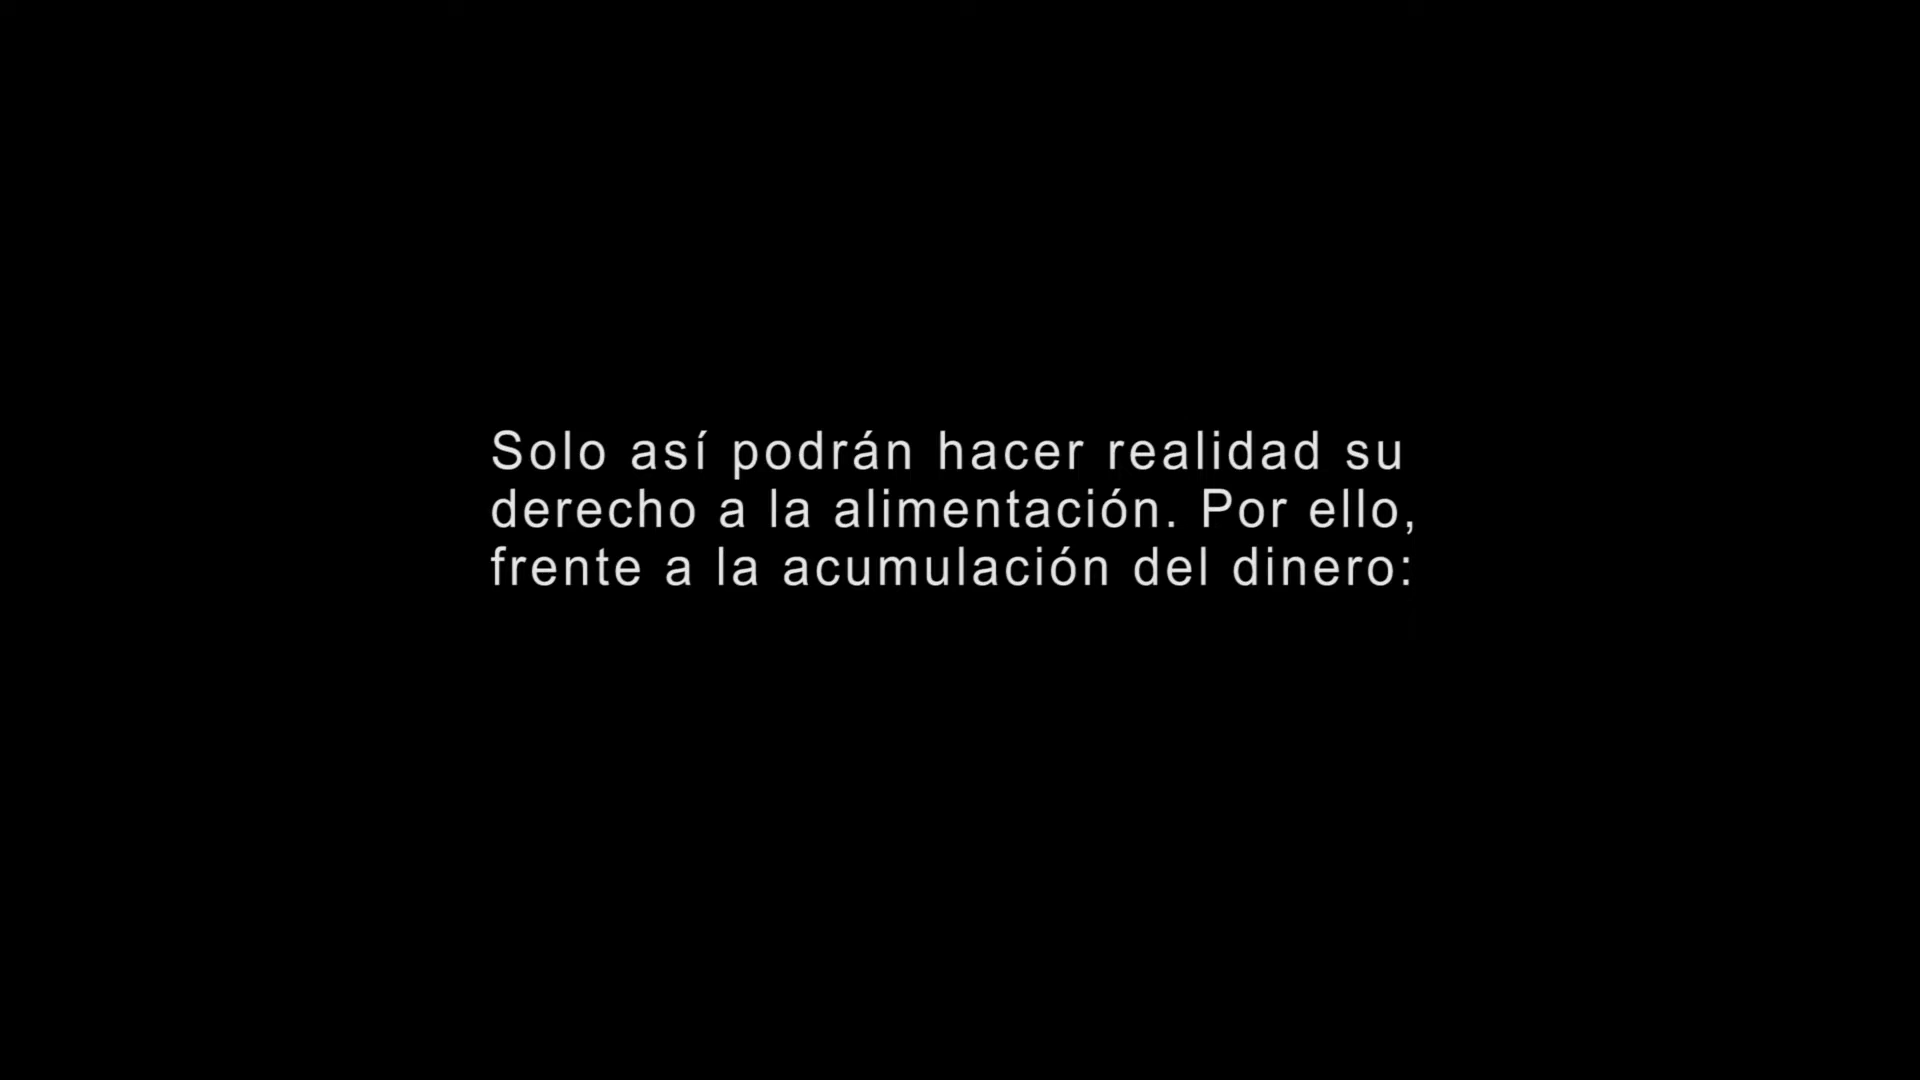 Solo así podrán hacer realidad su
derecho a la alimentación. Por ello,
frente a la acumulación del dinero: